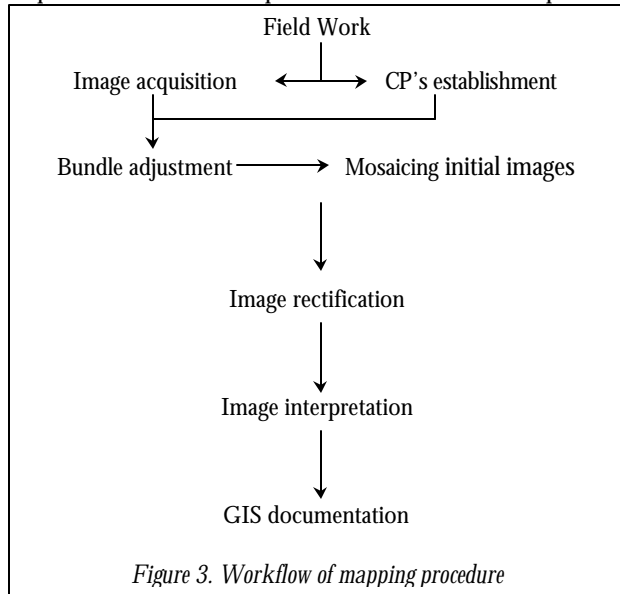 Field Work
Image acquisition CP's establishment
Bundle adjustment Mosaicing initial images
Image rectification
Image interpretation
GIS documentation
Figure 3. Workflow of mapping procedure